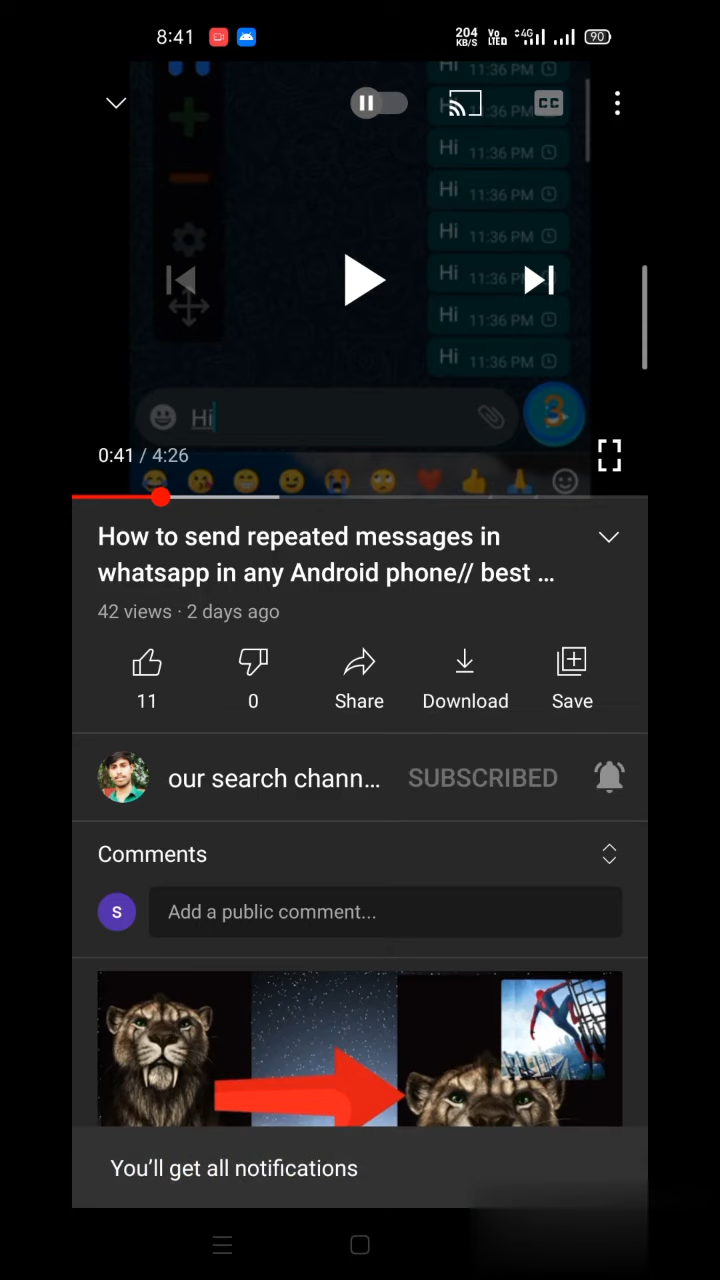 8:41
204 KB/S
Vo LTED
4G
90
Hi 11:36 PM
Hi 11:36 PM
Hi 11:36 PM
Hi 11:36 PM
Hi 11:36 PM
Hi 11:36 PM
Hi 11:36 PM
Hi 11:36 PM
CC
Hi
3
0:41 / 4:26
How to send repeated messages in
whatsapp in any Android phone// best ...
42 views · 2 days ago
11
0
Share
Download
Save
our search chann...
SUBSCRIBED
Comments
S
Add a public comment...
You’ll get all notifications